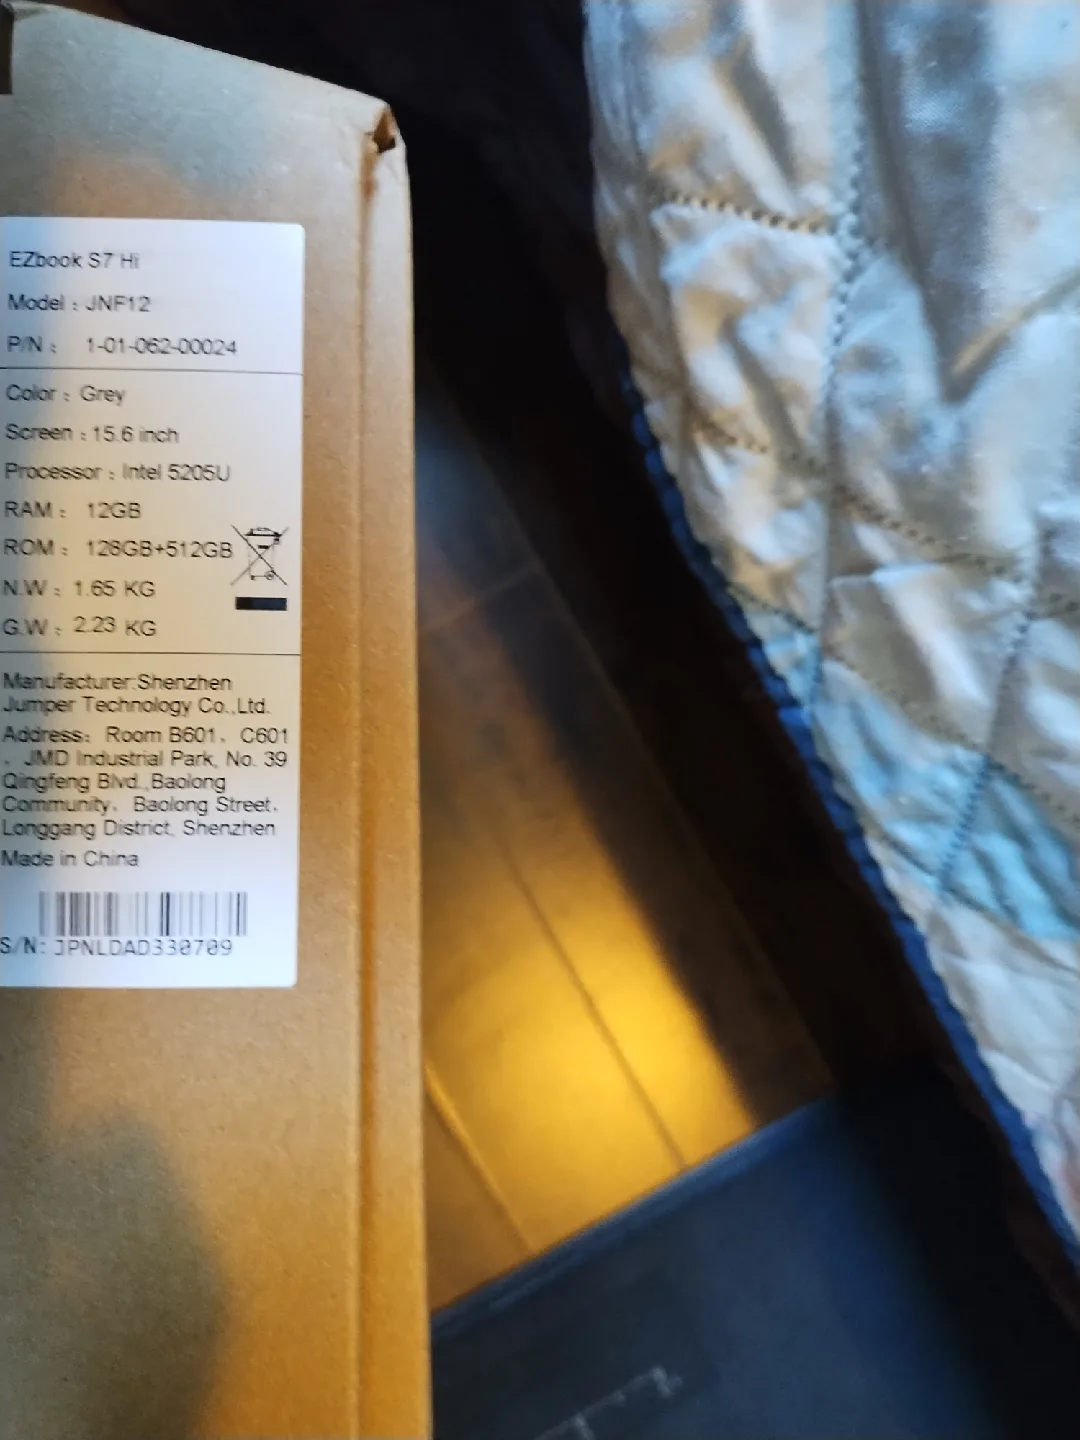 EZbook S7 Hi
Model：JNF12
P/N： 1-01-062-00024
Color：Grey
Screen：15.6 inch
Processor：Intel 5205U
RAM： 12GB
ROM： 128GB+512GB
N.W：1.65 KG
G.W：2.23 KG
Manufacturer:Shenzhen
Jumper Technology Co.,Ltd.
Address： Room B601， C601
，JMD Industrial Park, No. 39
Qingfeng Blvd.,Baolong
Community， Baolong Street，
Longgang District, Shenzhen
Made in China
S/N: JPNLDAD330709